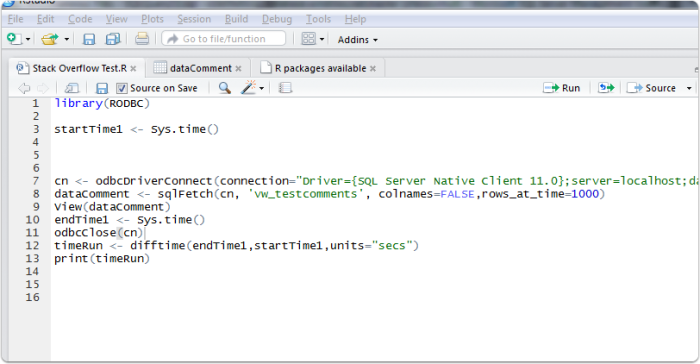 RStudio
File Edit Code View Plots Session Build Debug Tools Help
Go to file/function Addins
Stack Overflow Test.R × dataComment × R packages available ×
Source on Save Run Source
1 library(RODBC)
2
3 startTime1 <- Sys.time()
4
5
6
7 cn <- odbcDriverConnect(connection="Driver={SQL Server Native Client 11.0};server=localhost;da
8 dataComment <- sqlFetch(cn, 'vw_testcomments', colnames=FALSE,rows_at_time=1000)
9 View(dataComment)
10 endTime1 <- Sys.time()
11 odbcClose(cn)
12 timeRun <- difftime(endTime1,startTime1,units="secs")
13 print(timeRun)
14
15
16